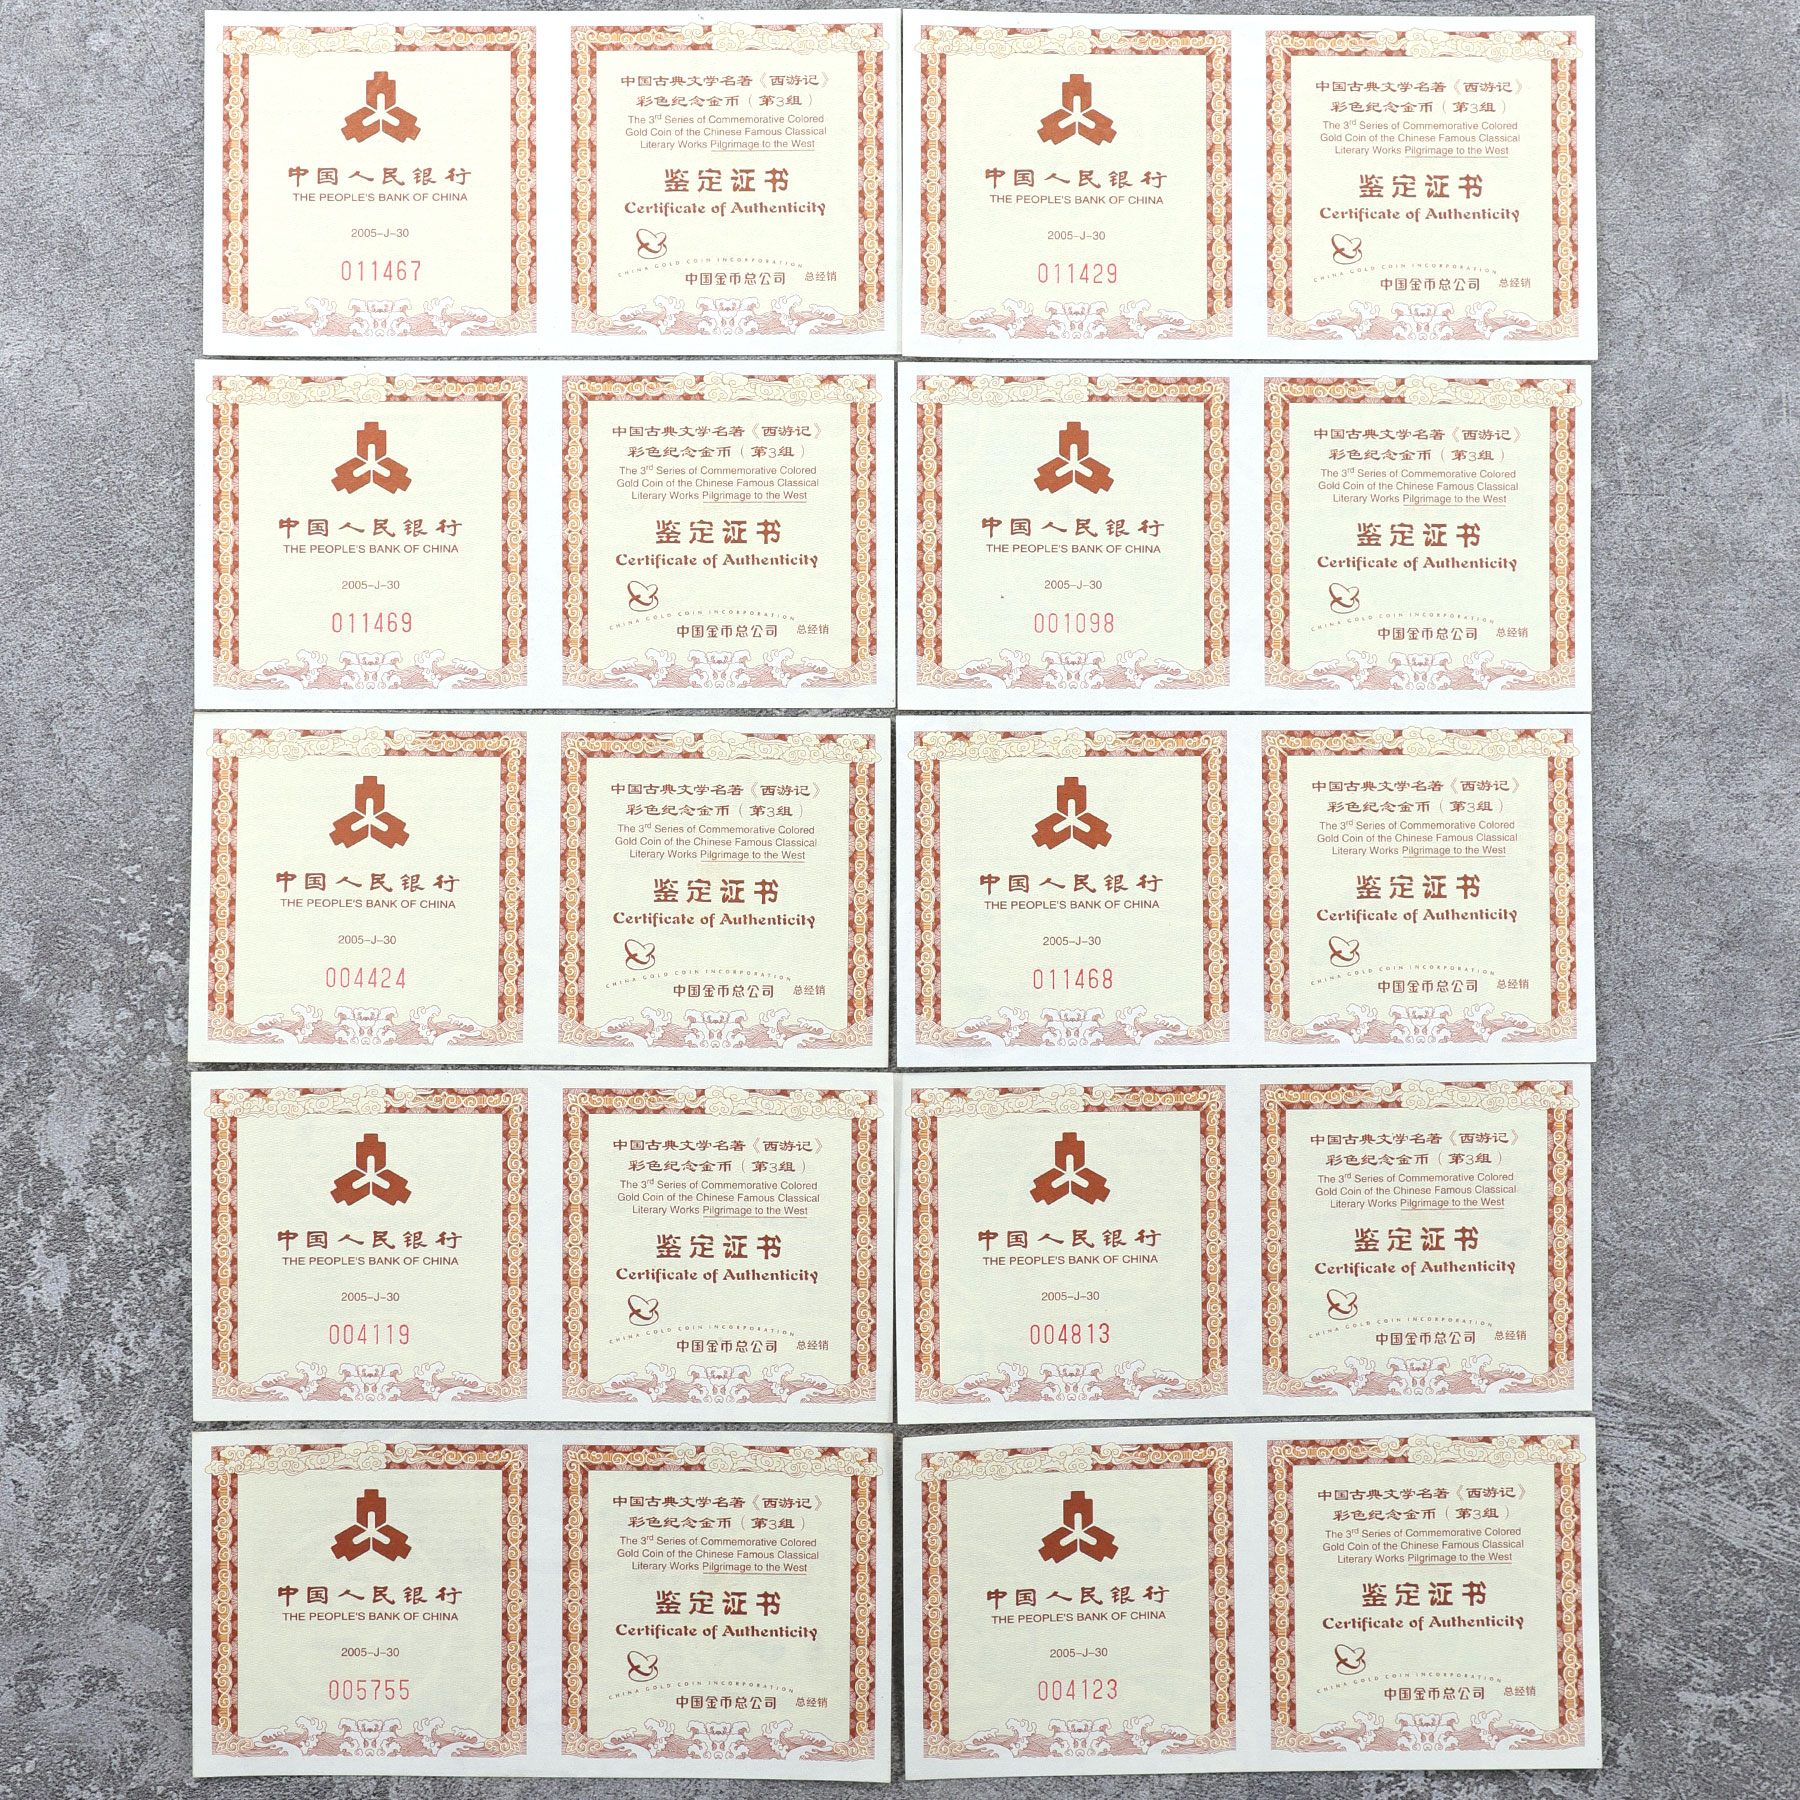 中国人民银行
THE PEOPLE'S BANK OF CHINA
2005-J-30
011467
中国古典文学名著《西游记》
彩色纪念金币（第3组）
The 3rd Series of Commemorative Colored
Gold Coin of the Chinese Famous Classical
Literary Works Pilgrimage to the West
鉴定证书
Certificate of Authenticity
CHINA GOLD COIN INCORPORATION
中国金币总公司 总经销
中国人民银行
THE PEOPLE'S BANK OF CHINA
2005-J-30
011429
中国古典文学名著《西游记》
彩色纪念金币（第3组）
The 3rd Series of Commemorative Colored
Gold Coin of the Chinese Famous Classical
Literary Works Pilgrimage to the West
鉴定证书
Certificate of Authenticity
CHINA GOLD COIN INCORPORATION
中国金币总公司 总经销
中国人民银行
THE PEOPLE'S BANK OF CHINA
2005-J-30
011469
中国古典文学名著《西游记》
彩色纪念金币（第3组）
The 3rd Series of Commemorative Colored
Gold Coin of the Chinese Famous Classical
Literary Works Pilgrimage to the West
鉴定证书
Certificate of Authenticity
CHINA GOLD COIN INCORPORATION
中国金币总公司 总经销
中国人民银行
THE PEOPLE'S BANK OF CHINA
2005-J-30
001098
中国古典文学名著《西游记》
彩色纪念金币（第3组）
The 3rd Series of Commemorative Colored
Gold Coin of the Chinese Famous Classical
Literary Works Pilgrimage to the West
鉴定证书
Certificate of Authenticity
CHINA GOLD COIN INCORPORATION
中国金币总公司 总经销
中国人民银行
THE PEOPLE'S BANK OF CHINA
2005-J-30
004424
中国古典文学名著《西游记》
彩色纪念金币（第3组）
The 3rd Series of Commemorative Colored
Gold Coin of the Chinese Famous Classical
Literary Works Pilgrimage to the West
鉴定证书
Certificate of Authenticity
CHINA GOLD COIN INCORPORATION
中国金币总公司 总经销
中国人民银行
THE PEOPLE'S BANK OF CHINA
2005-J-30
011468
中国古典文学名著《西游记》
彩色纪念金币（第3组）
The 3rd Series of Commemorative Colored
Gold Coin of the Chinese Famous Classical
Literary Works Pilgrimage to the West
鉴定证书
Certificate of Authenticity
CHINA GOLD COIN INCORPORATION
中国金币总公司 总经销
中国人民银行
THE PEOPLE'S BANK OF CHINA
2005-J-30
004119
中国古典文学名著《西游记》
彩色纪念金币（第3组）
The 3rd Series of Commemorative Colored
Gold Coin of the Chinese Famous Classical
Literary Works Pilgrimage to the West
鉴定证书
Certificate of Authenticity
CHINA GOLD COIN INCORPORATION
中国金币总公司 总经销
中国人民银行
THE PEOPLE'S BANK OF CHINA
2005-J-30
004813
中国古典文学名著《西游记》
彩色纪念金币（第3组）
The 3rd Series of Commemorative Colored
Gold Coin of the Chinese Famous Classical
Literary Works Pilgrimage to the West
鉴定证书
Certificate of Authenticity
CHINA GOLD COIN INCORPORATION
中国金币总公司 总经销
中国人民银行
THE PEOPLE'S BANK OF CHINA
2005-J-30
005755
中国古典文学名著《西游记》
彩色纪念金币（第3组）
The 3rd Series of Commemorative Colored
Gold Coin of the Chinese Famous Classical
Literary Works Pilgrimage to the West
鉴定证书
Certificate of Authenticity
CHINA GOLD COIN INCORPORATION
中国金币总公司 总经销
中国人民银行
THE PEOPLE'S BANK OF CHINA
2005-J-30
004123
中国古典文学名著《西游记》
彩色纪念金币（第3组）
The 3rd Series of Commemorative Colored
Gold Coin of the Chinese Famous Classical
Literary Works Pilgrimage to the West
鉴定证书
Certificate of Authenticity
CHINA GOLD COIN INCORPORATION
中国金币总公司 总经销